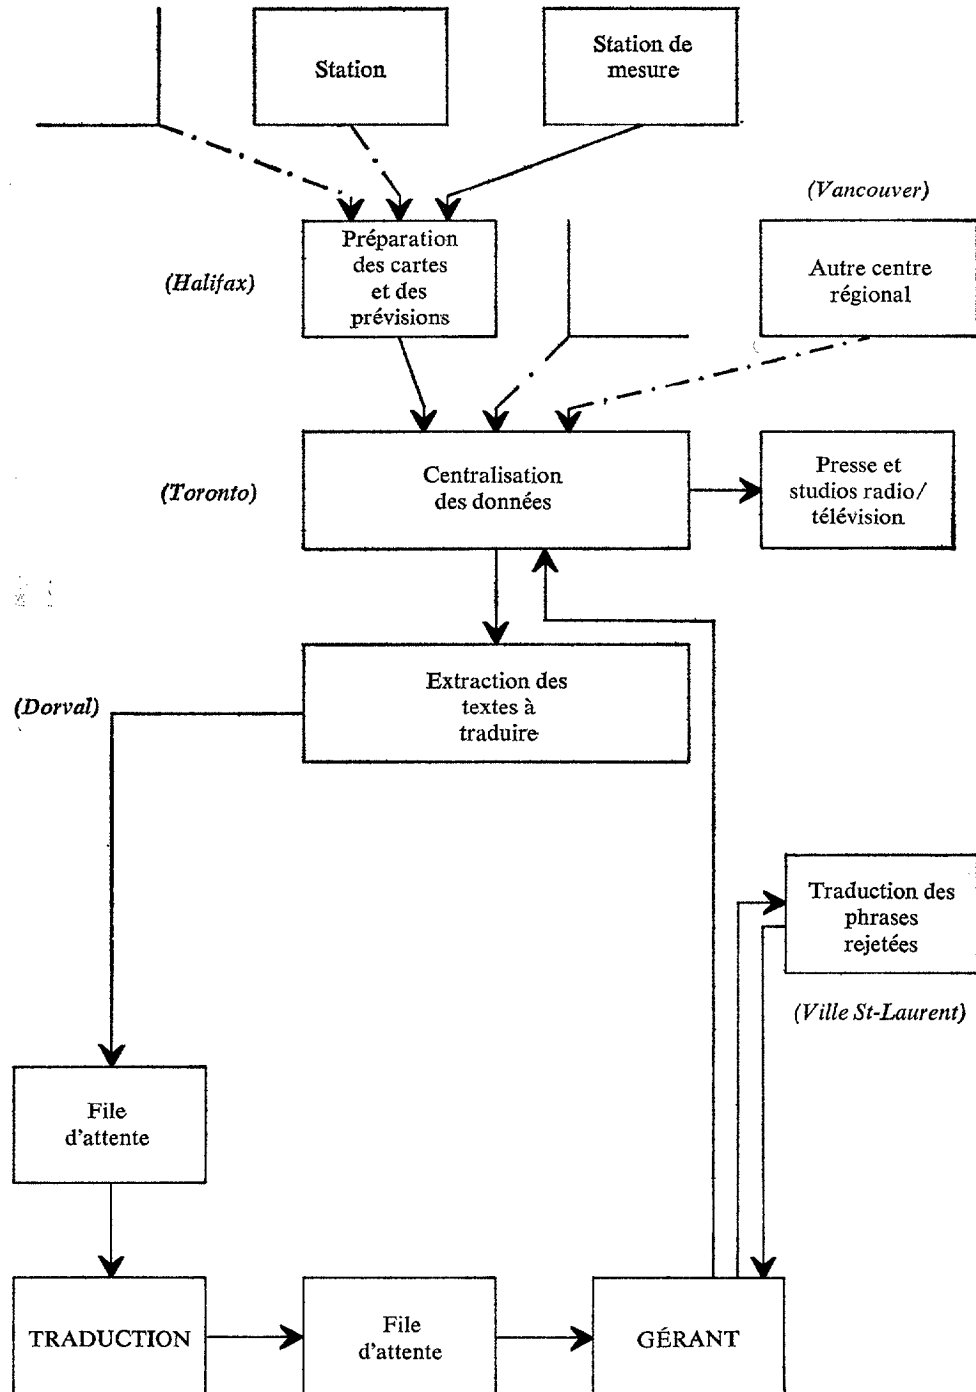 Station
Station de
mesure
(Vancouver)
(Halifax)
Préparation
des cartes
et des
prévisions
Autre centre
régional
(Toronto)
Centralisation
des données
Presse et
studios radio/
télévision
(Dorval)
Extraction des
textes à
traduire
Traduction des
phrases
rejetées
(Ville St-Laurent)
File
d'attente
TRADUCTION
File
d'attente
GÉRANT